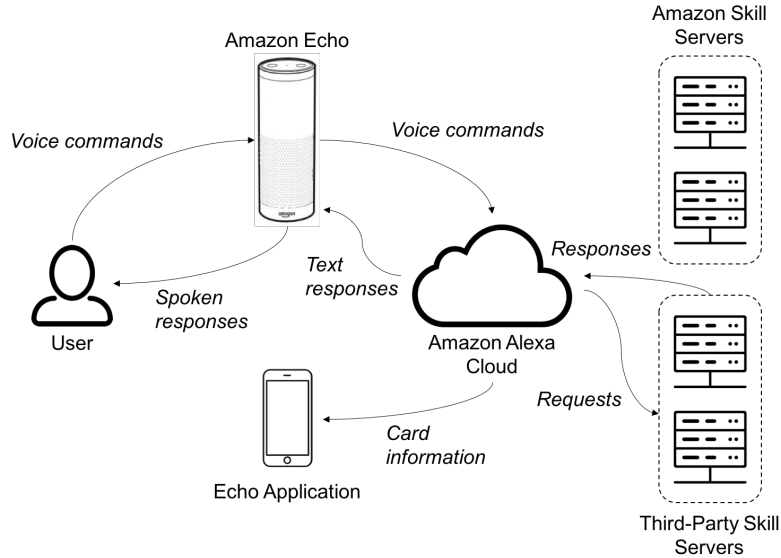 Amazon Skill
Servers
Amazon Echo
Voice commands
Voice commands
amazon
Text
responses
Responses
Spoken
responses
User
Amazon Alexa
Cloud
Requests
Card
information
Echo Application
Third-Party Skill
Servers